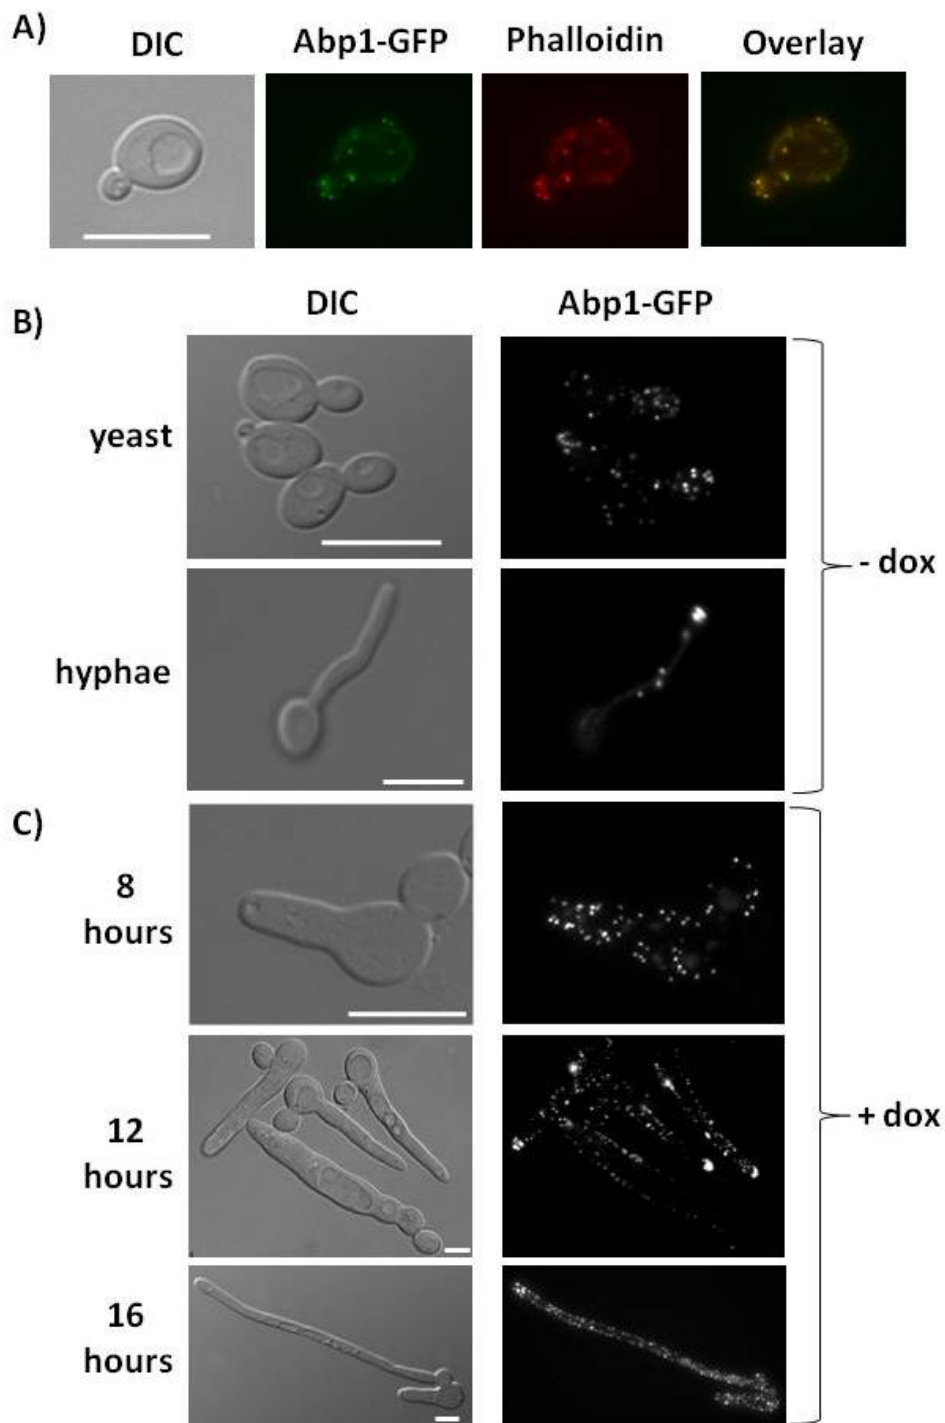 A)
DIC Abp1-GFP Phalloidin Overlay
B)
DIC Abp1-GFP
yeast
- dox
hyphae
C)
8
hours
12
hours
+ dox
16
hours